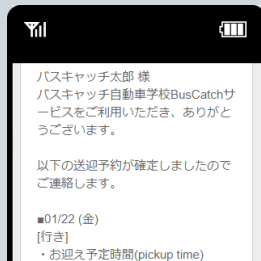 バスキャッチ太郎 様
バスキャッチ自動車学校BusCatchサ
ービスをご利用いただき、ありがと
うございます。
以下の送迎予約が確定しましたので
ご連絡します。
■01/22 (金)
[行き]
・お迎え予定時間(pickup time)